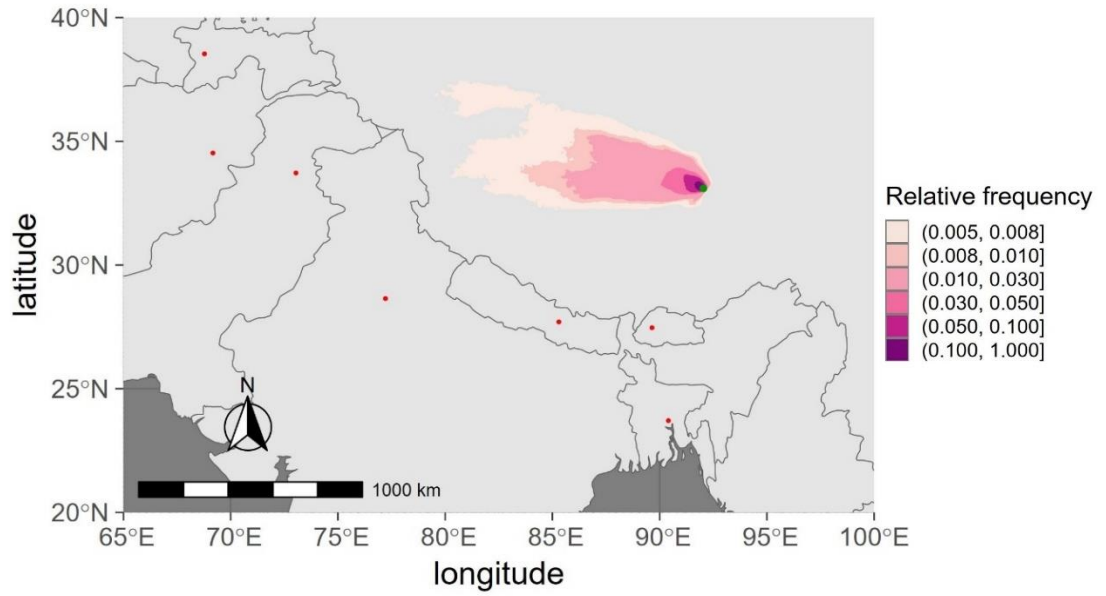 40°N
35°N
30°N
25°N
20°N
latitude
N
1000 km
65°E 70°E 75°E 80°E 85°E 90°E 95°E 100°E
longitude
Relative frequency
(0.005, 0.008]
(0.008, 0.010]
(0.010, 0.030]
(0.030, 0.050]
(0.050, 0.100]
(0.100, 1.000]